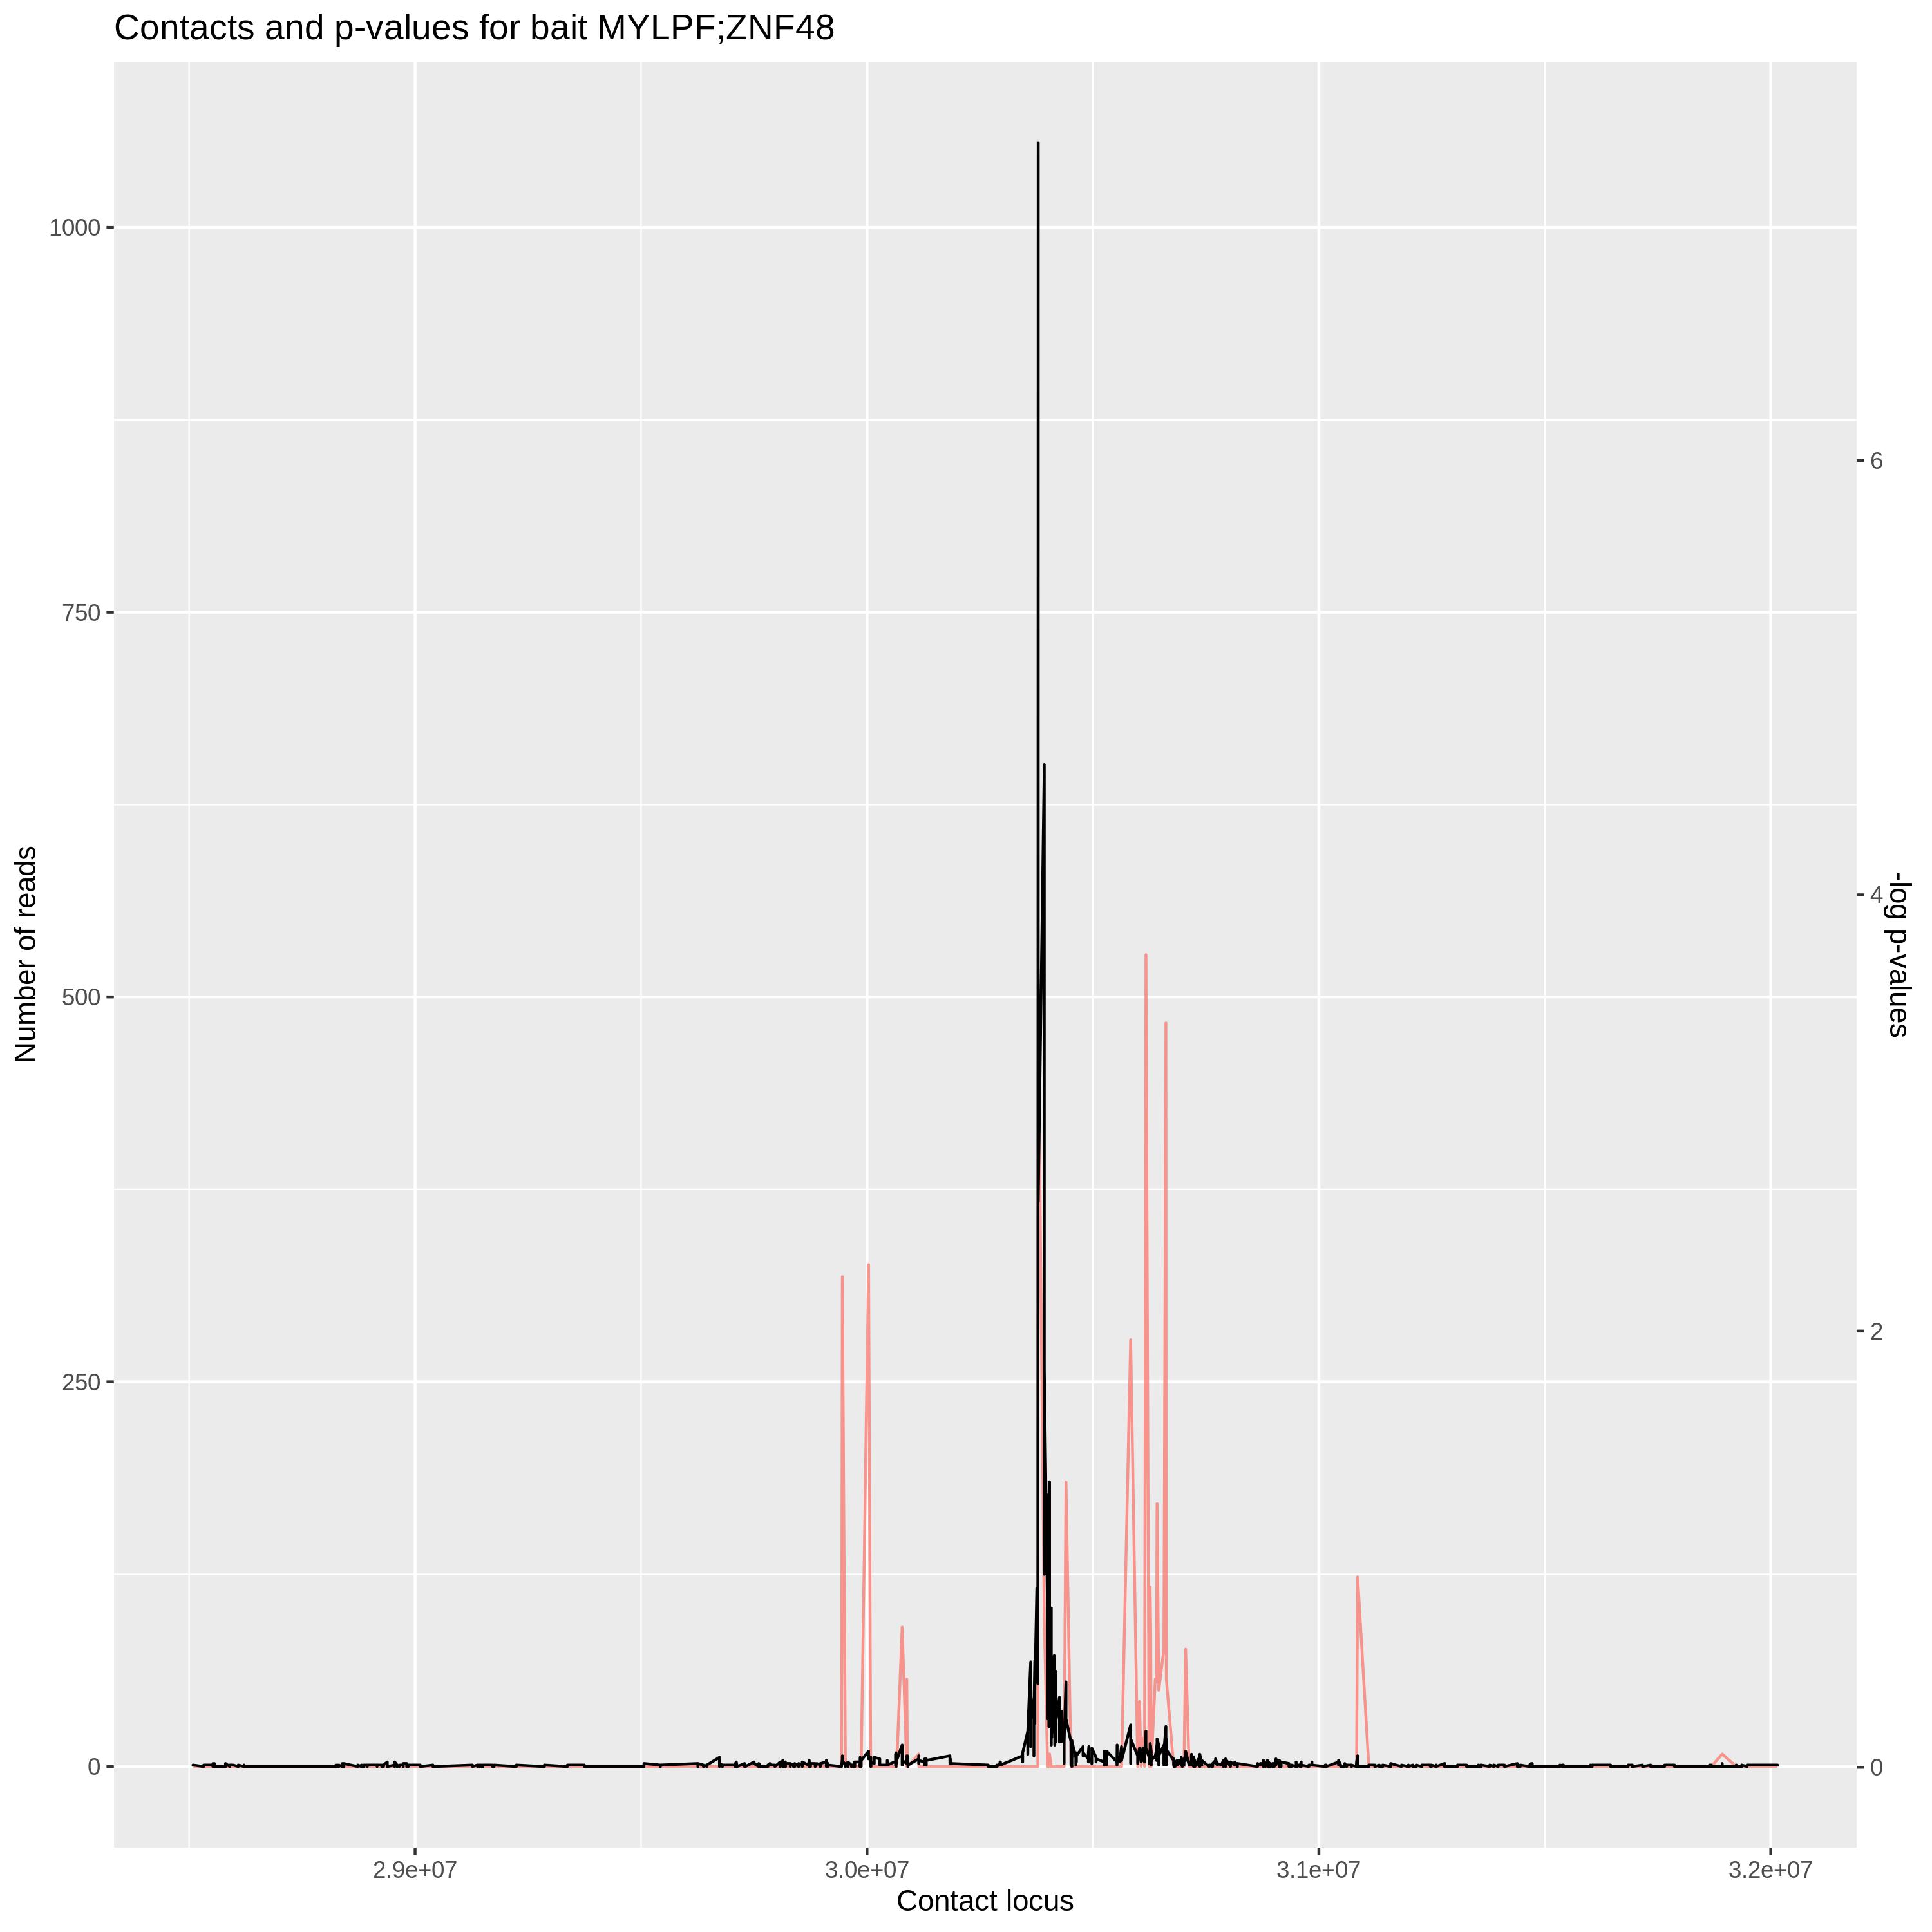 Contacts and p-values for bait MYLPF;ZNF48
1000
750
500
250
0
Number of reads
6
4
2
0
-log p-values
2.9e+07 3.0e+07 3.1e+07 3.2e+07
Contact locus